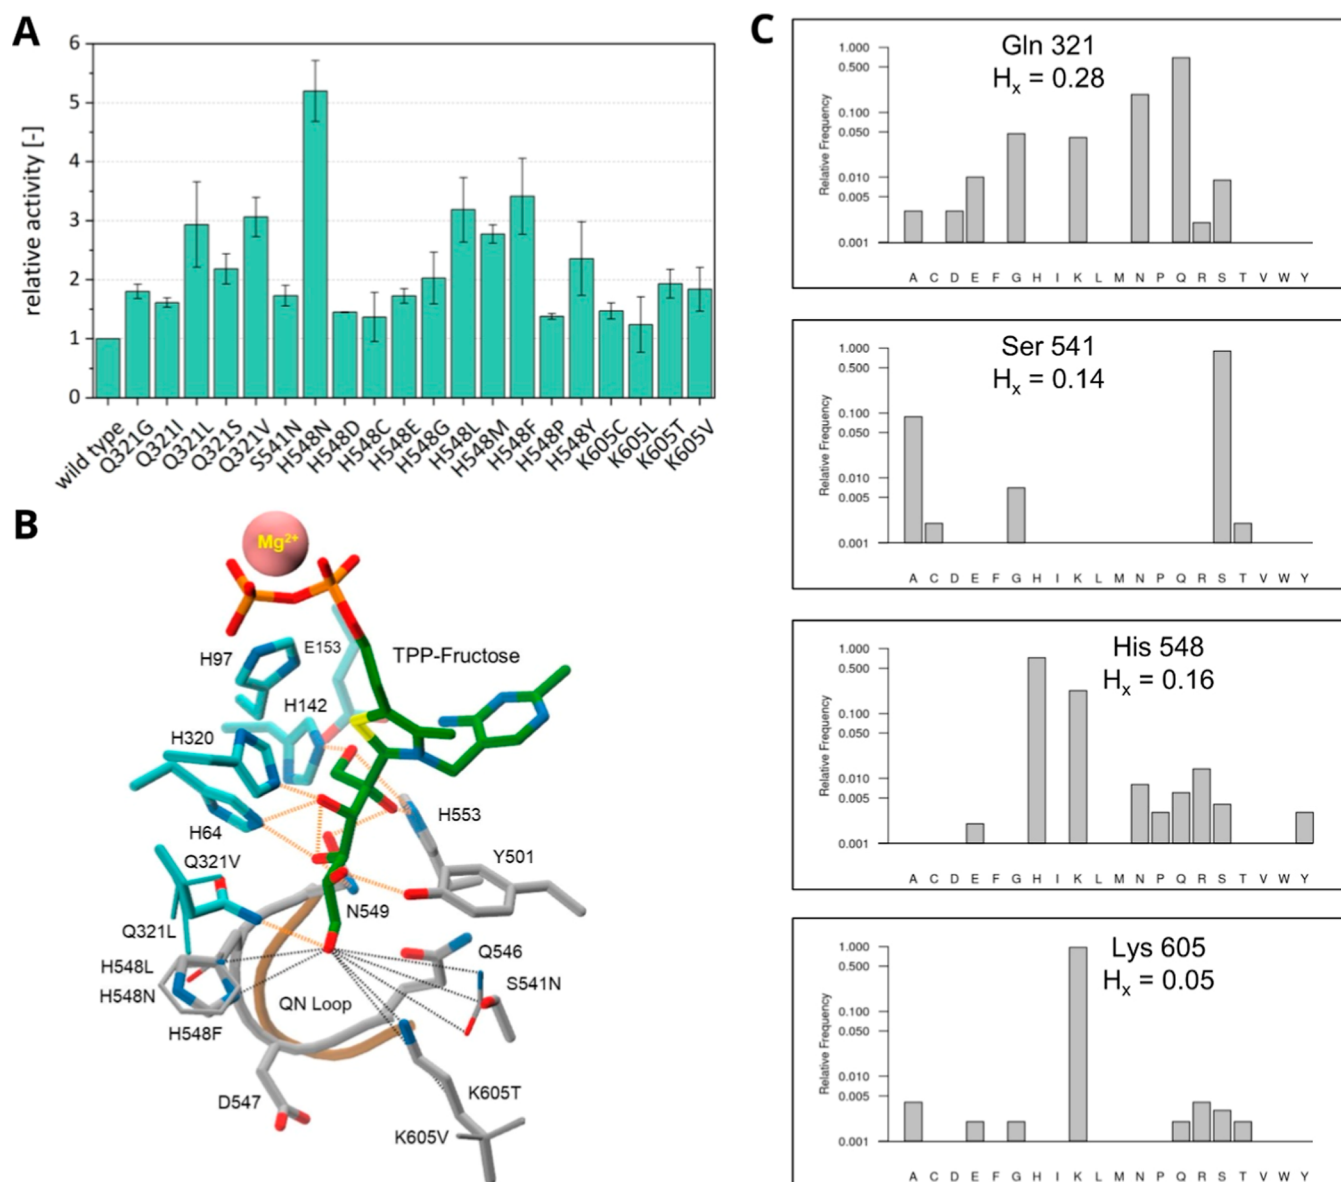 A
relative activity [-]
6
5
4
3
2
1
0
wild type
Q321G
Q321I
Q321L
Q321S
Q321V
S541N
H548N
H548D
H548C
H548E
H548G
H548L
H548M
H548F
H548P
H548Y
K605C
K605L
K605T
K605V
B
Mg²⁺
H97
E153
TPP-Fructose
H142
H320
H64
H553
Q321V
Y501
N549
Q321L
Q546
H548L
S541N
H548N
QN Loop
H548F
D547
K605T
K605V
C
Gln 321
Hₓ = 0.28
Relative Frequency
1.000
0.500
0.100
0.050
0.010
0.005
0.001
A C D E F G H I K L M N P Q R S T V W Y
Ser 541
Hₓ = 0.14
Relative Frequency
1.000
0.500
0.100
0.050
0.010
0.005
0.001
A C D E F G H I K L M N P Q R S T V W Y
His 548
Hₓ = 0.16
Relative Frequency
1.000
0.500
0.100
0.050
0.010
0.005
0.001
A C D E F G H I K L M N P Q R S T V W Y
Lys 605
Hₓ = 0.05
Relative Frequency
1.000
0.500
0.100
0.050
0.010
0.005
0.001
A C D E F G H I K L M N P Q R S T V W Y